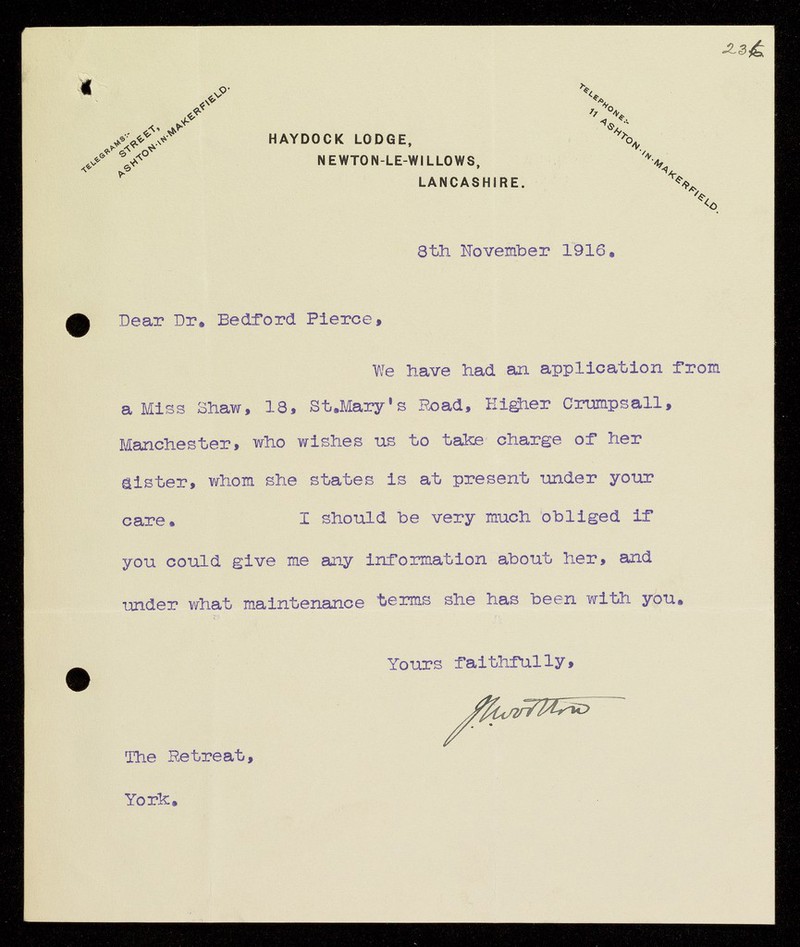 236
TELEGRAMS:-
STREET,
ASHTON-IN-MAKERFIELD.
TELEPHONE:-
11 ASHTON-IN-MAKERFIELD.
HAYDOCK LODGE,
NEWTON-LE-WILLOWS,
LANCASHIRE.
8th November 1916.
Dear Dr. Bedford Pierce,
We have had an application from
a Miss Shaw, 18, St.Mary's Road, Higher Crumpsall,
Manchester, who wishes us to take charge of her
sister, whom she states is at present under your
care. I should be very much obliged if
you could give me any information about her, and
under what maintenance terms she has been with you.
Yours faithfully,
The Retreat,
York.